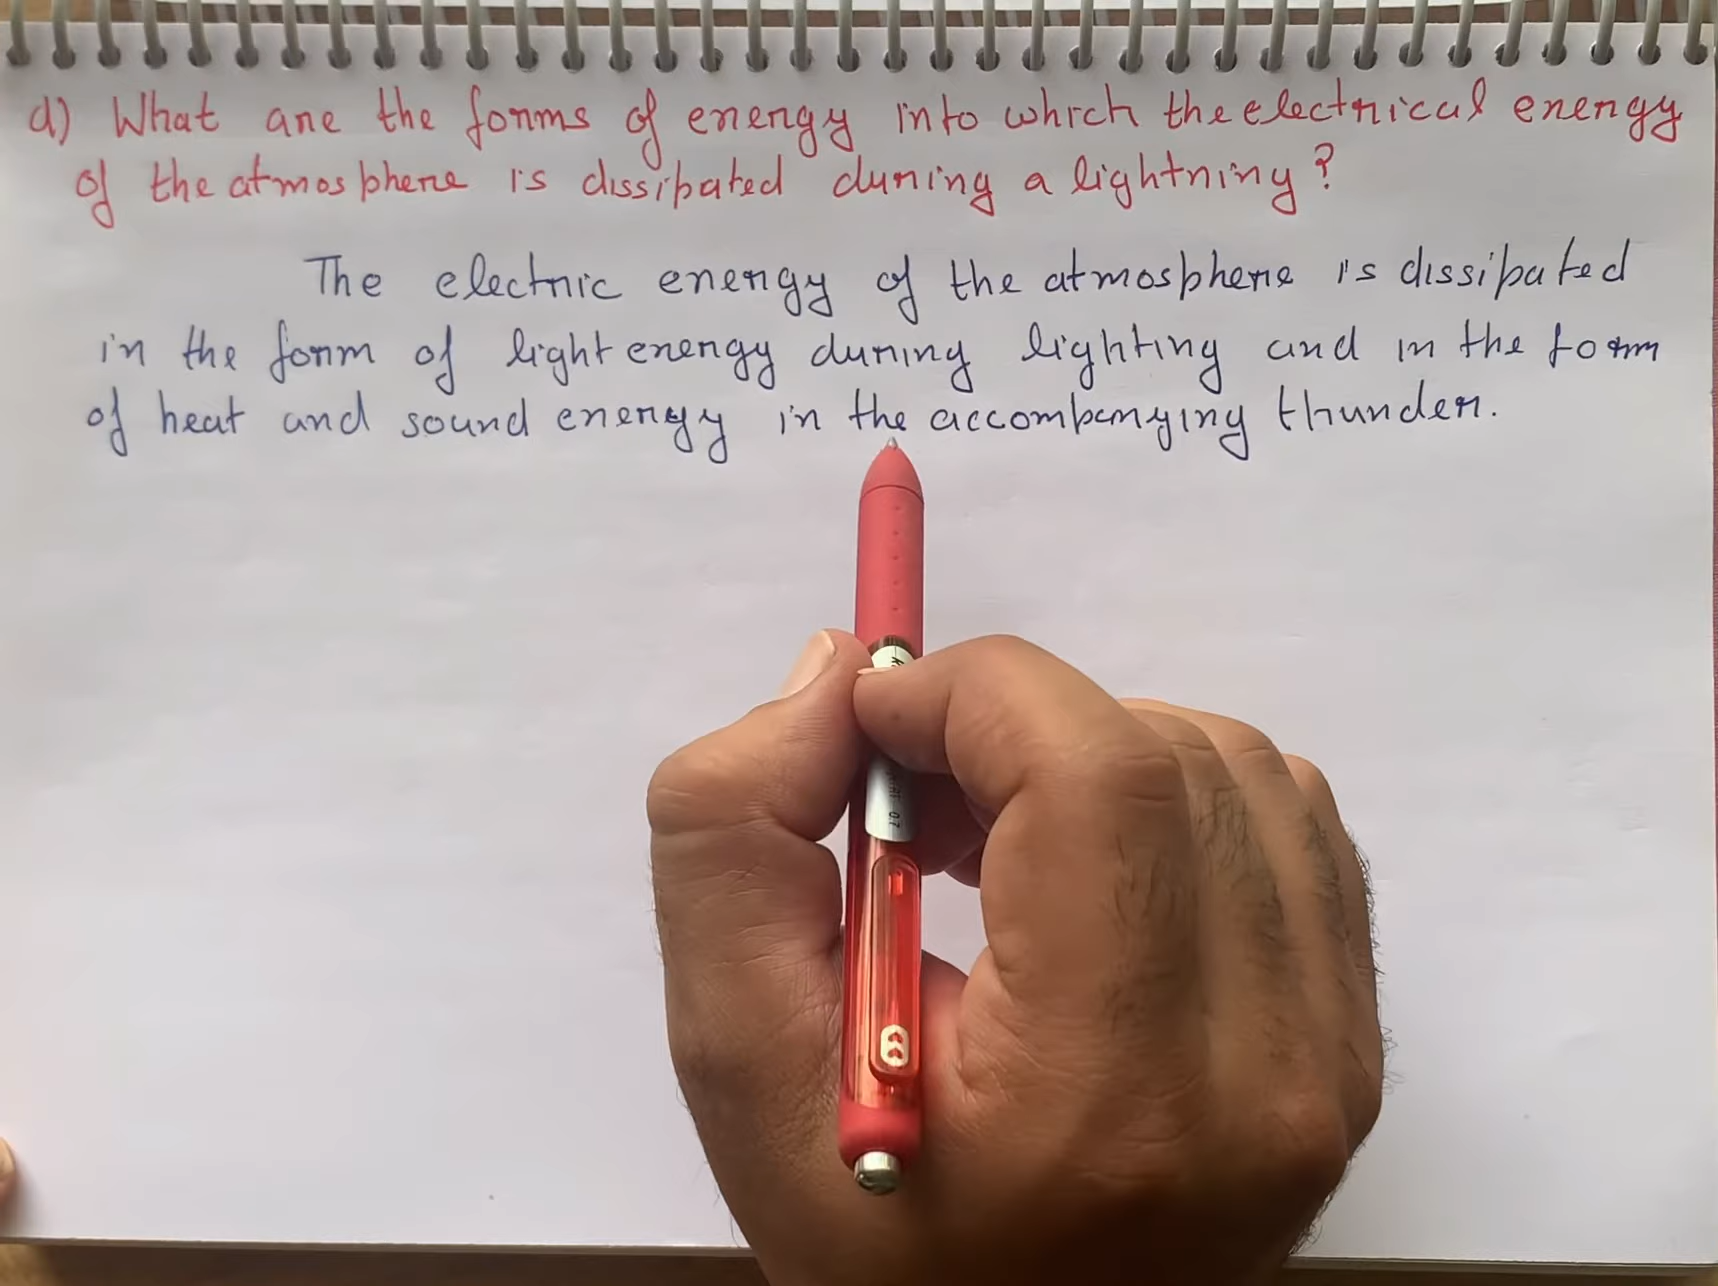 d) What are the forms of energy into which the electrical energy
of the atmosphere is dissipated during a lightning?
The electric energy of the atmosphere is dissipated
in the form of light energy during lighting and in the form
of heat and sound energy in the accompanying thunder.
0.7